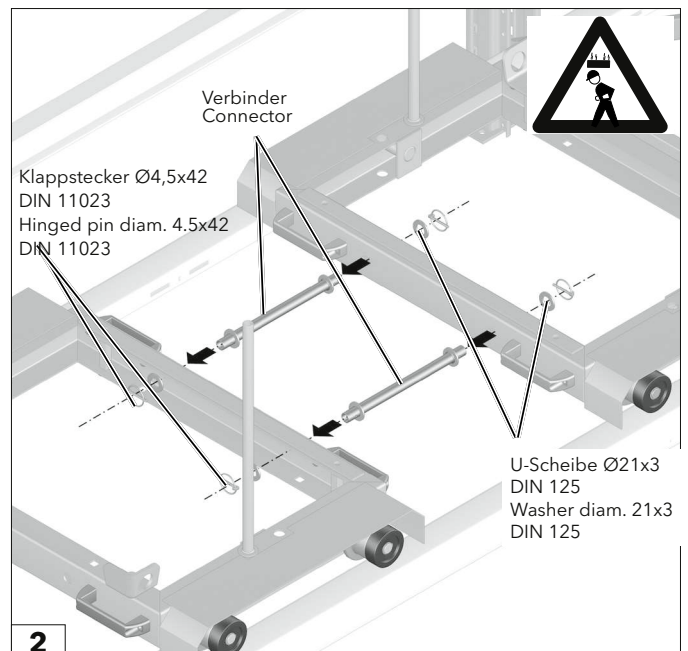 Verbinder
Connector
Klappstecker Ø4,5x42
DIN 11023
Hinged pin diam. 4.5x42
DIN 11023
U-Scheibe Ø21x3
DIN 125
Washer diam. 21x3
DIN 125
2